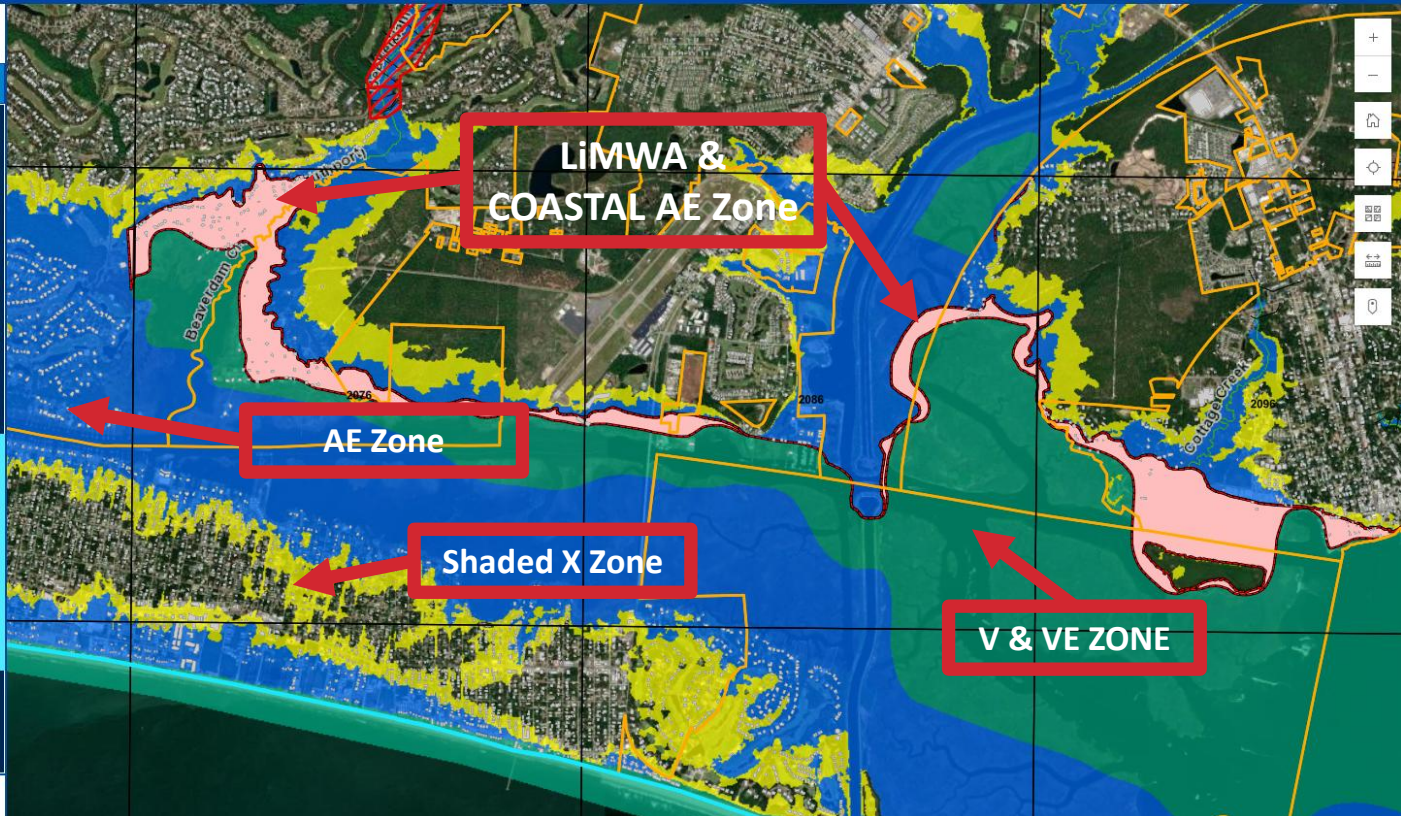 LiMWA &
COASTAL AE Zone
Beaverdam C
2076
2086
2096
Cottage Creek
AE Zone
Shaded X Zone
V & VE ZONE